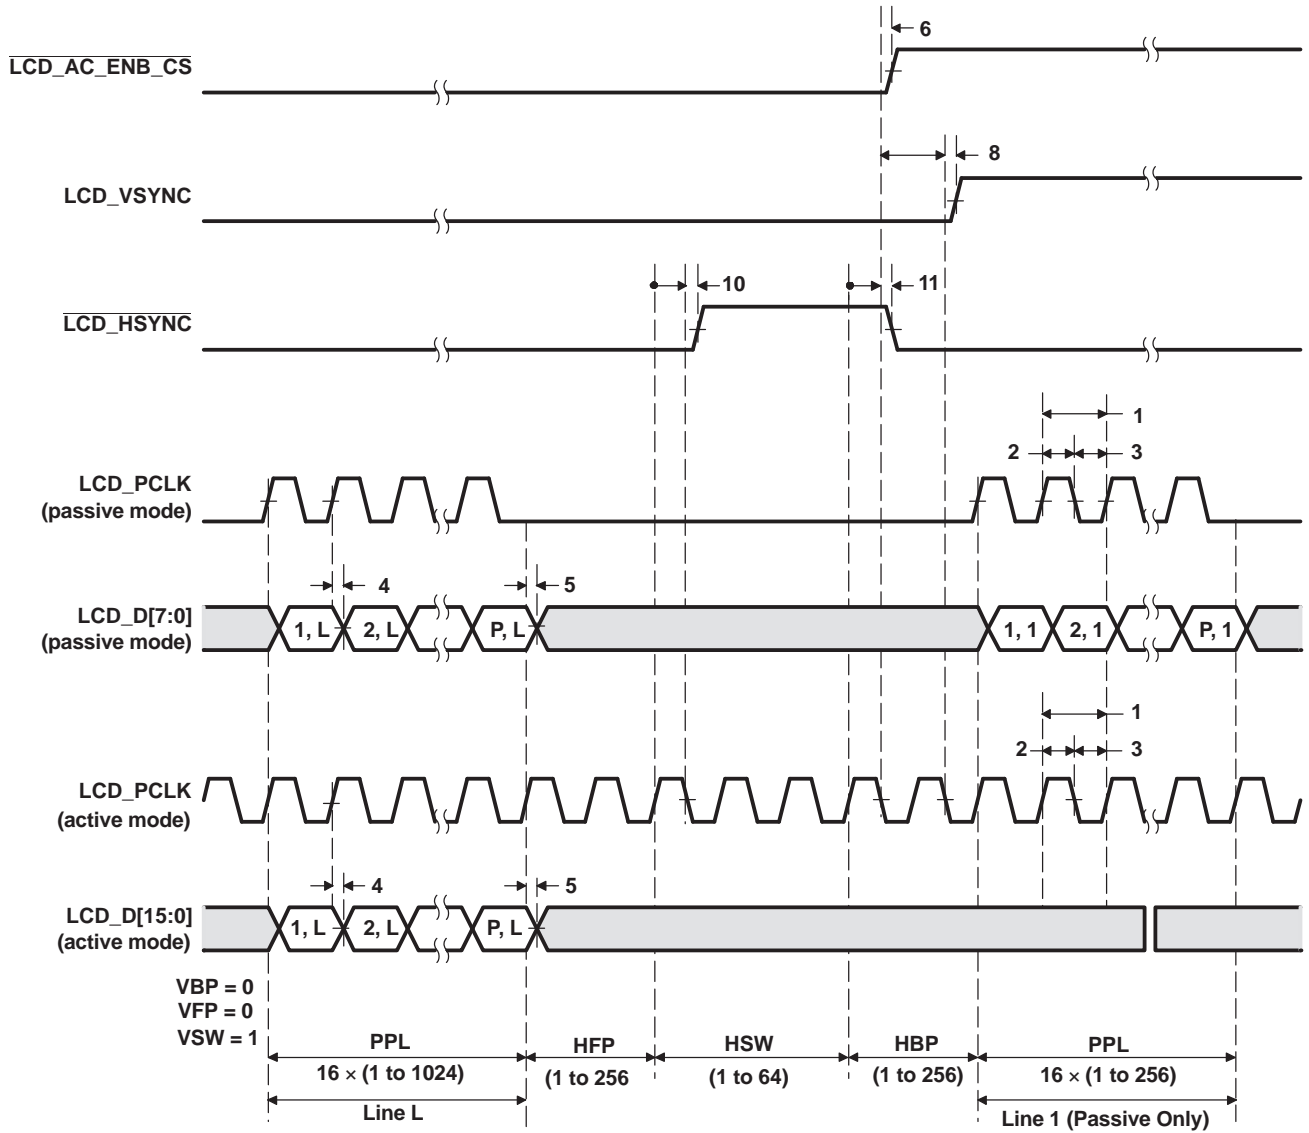 6
LCD_AC_ENB_CS
8
LCD_VSYNC
10
11
LCD_HSYNC
1
2
3
LCD_PCLK
(passive mode)
4
5
LCD_D[7:0]
(passive mode)
1, L
2, L
P, L
1, 1
2, 1
P, 1
1
2
3
LCD_PCLK
(active mode)
4
5
LCD_D[15:0]
(active mode)
1, L
2, L
P, L
VBP = 0
VFP = 0
VSW = 1
PPL
HFP
HSW
HBP
PPL
16 × (1 to 1024)
(1 to 256
(1 to 64)
(1 to 256)
16 × (1 to 256)
Line L
Line 1 (Passive Only)